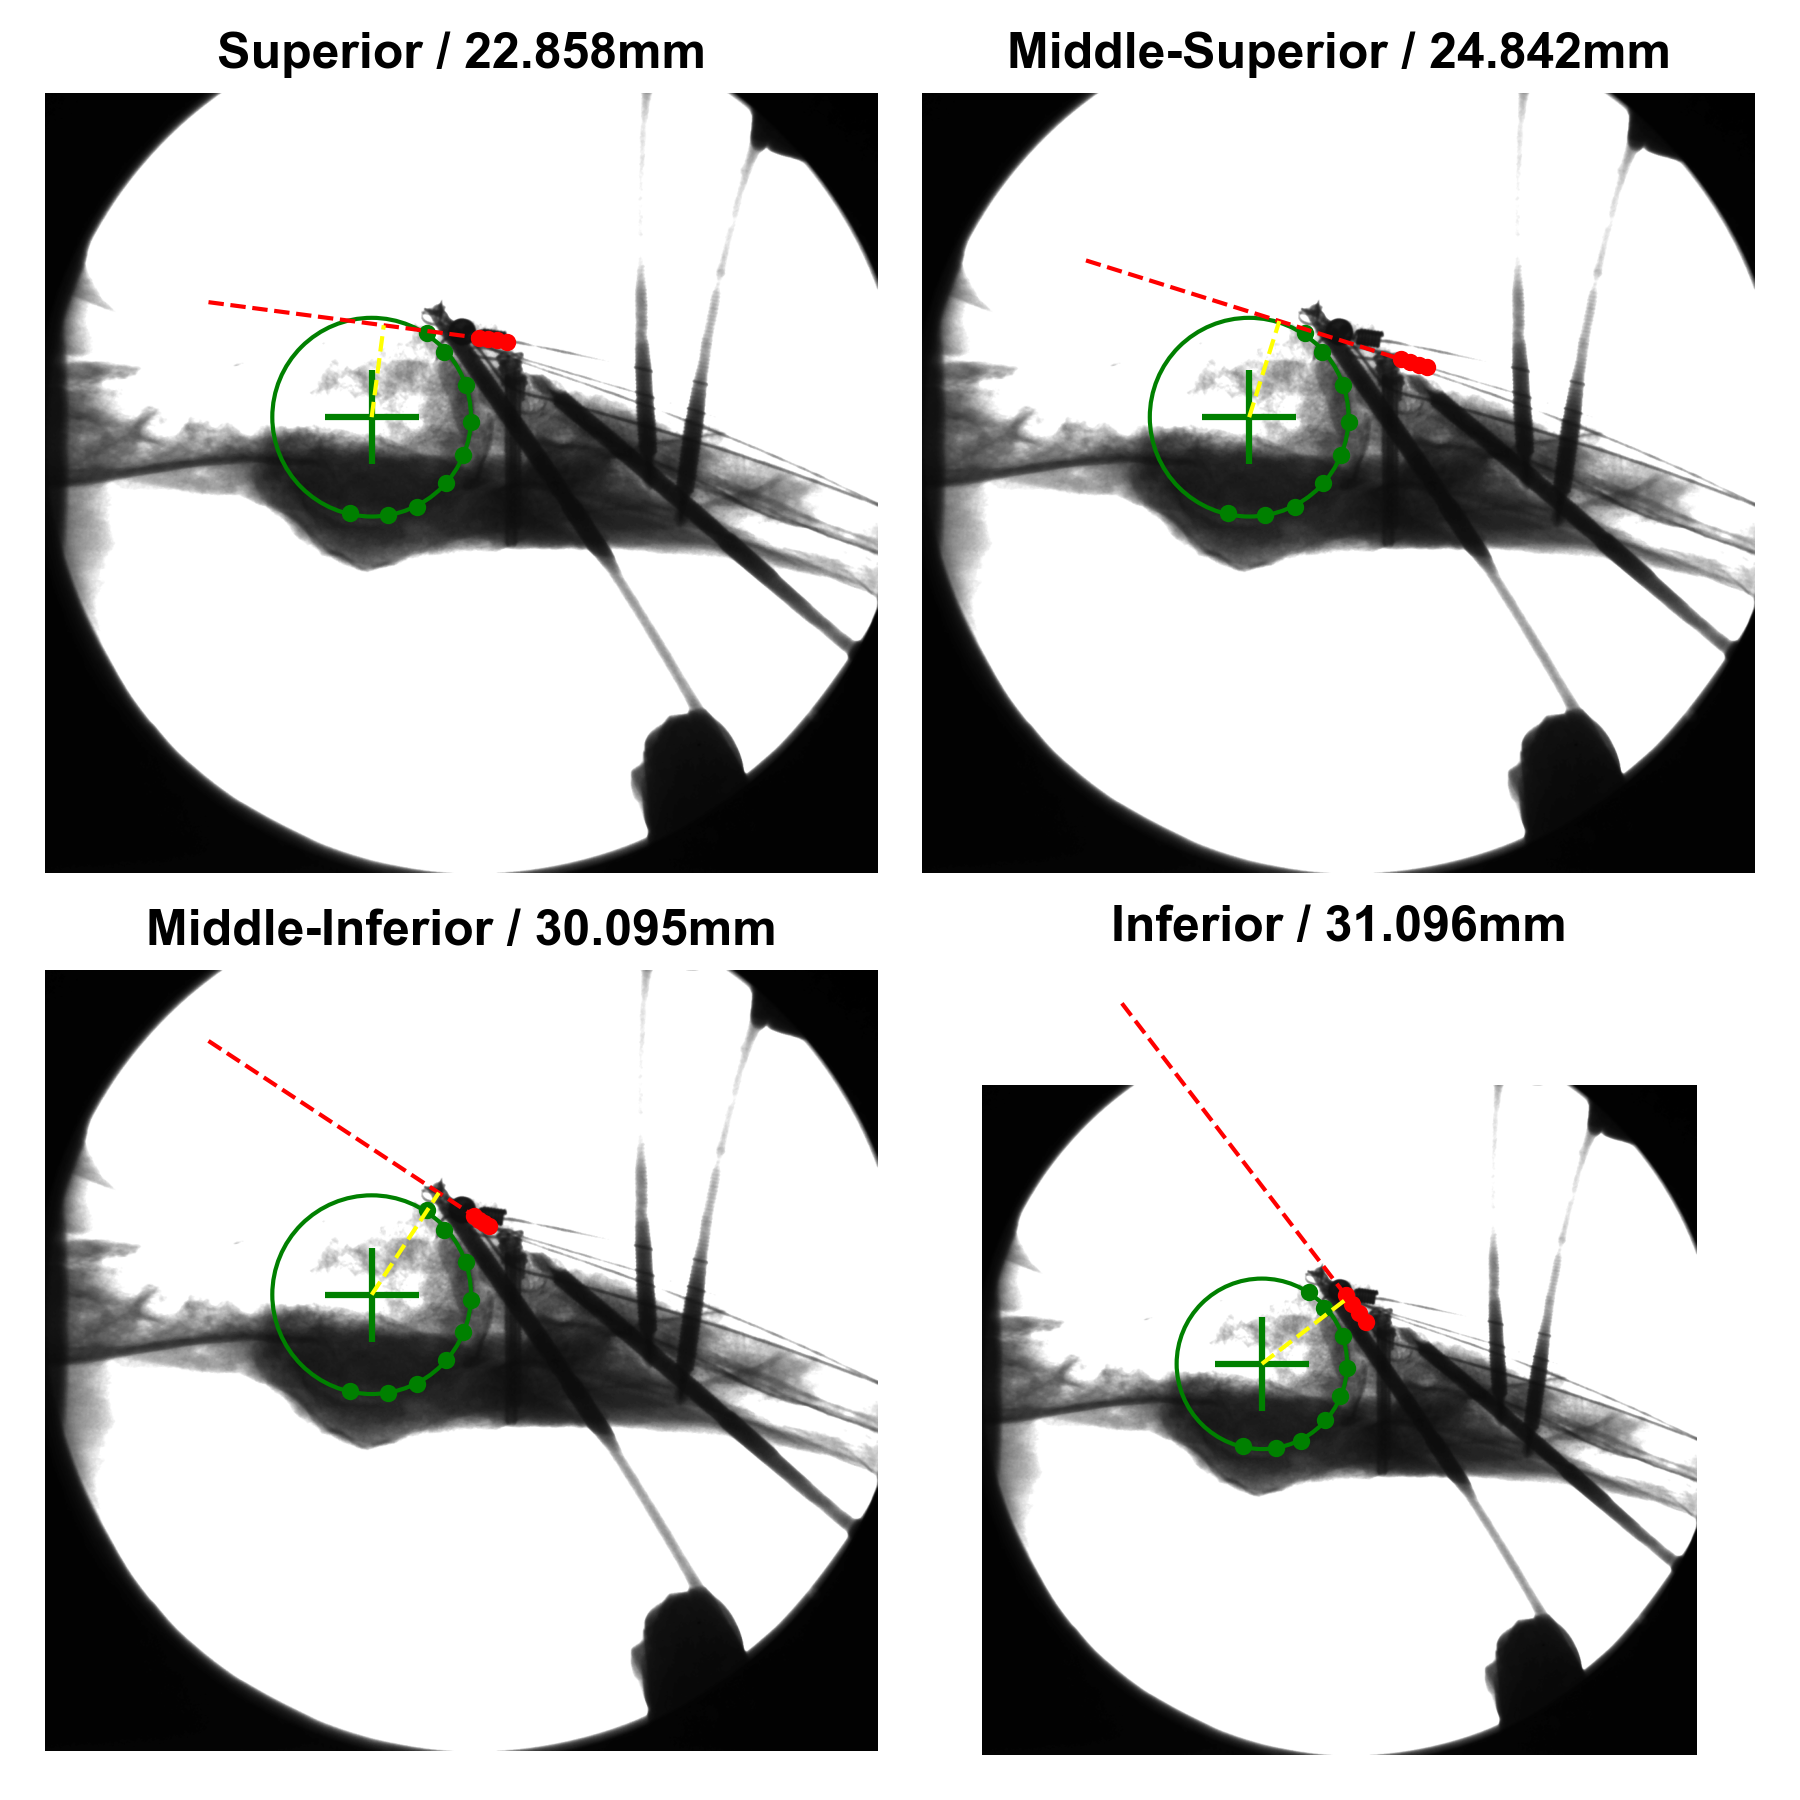 Superior / 22.858mm
Middle-Superior / 24.842mm
Middle-Inferior / 30.095mm
Inferior / 31.096mm